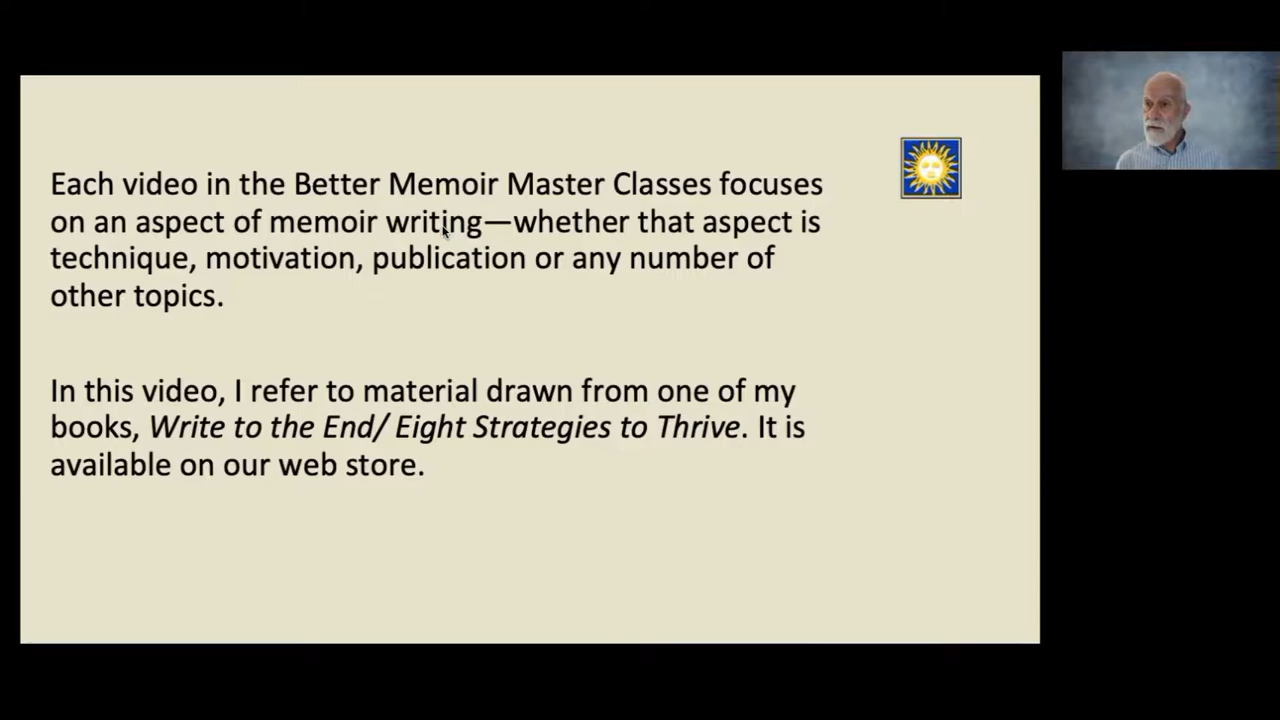 Each video in the Better Memoir Master Classes focuses
on an aspect of memoir writing—whether that aspect is
technique, motivation, publication or any number of
other topics.
In this video, I refer to material drawn from one of my
books, Write to the End/ Eight Strategies to Thrive. It is
available on our web store.